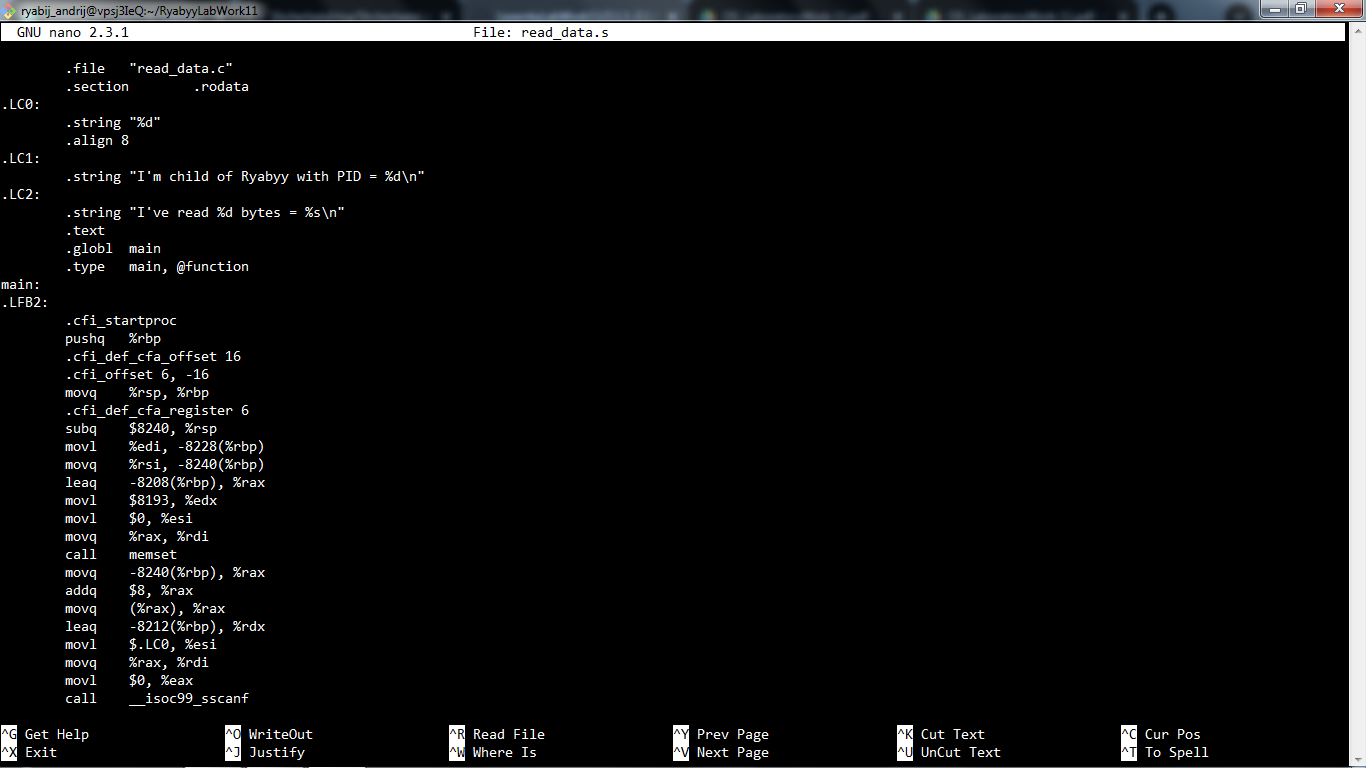 ryabij_andrij@vpsj3IeQ:~/RyabyyLabWork11
GNU nano 2.3.1 File: read_data.s
.file "read_data.c"
.section .rodata
.LC0:
.string "%d"
.align 8
.LC1:
.string "I'm child of Ryabyy with PID = %d\n"
.LC2:
.string "I've read %d bytes = %s\n"
.text
.globl main
.type main, @function
main:
.LFB2:
.cfi_startproc
pushq %rbp
.cfi_def_cfa_offset 16
.cfi_offset 6, -16
movq %rsp, %rbp
.cfi_def_cfa_register 6
subq $8240, %rsp
movl %edi, -8228(%rbp)
movq %rsi, -8240(%rbp)
leaq -8208(%rbp), %rax
movl $8193, %edx
movl $0, %esi
movq %rax, %rdi
call memset
movq -8240(%rbp), %rax
addq $8, %rax
movq (%rax), %rax
leaq -8212(%rbp), %rdx
movl $.LC0, %esi
movq %rax, %rdi
movl $0, %eax
call __isoc99_sscanf
^G Get Help ^O WriteOut ^R Read File ^Y Prev Page ^K Cut Text ^C Cur Pos
^X Exit ^J Justify ^W Where Is ^V Next Page ^U UnCut Text ^T To Spell